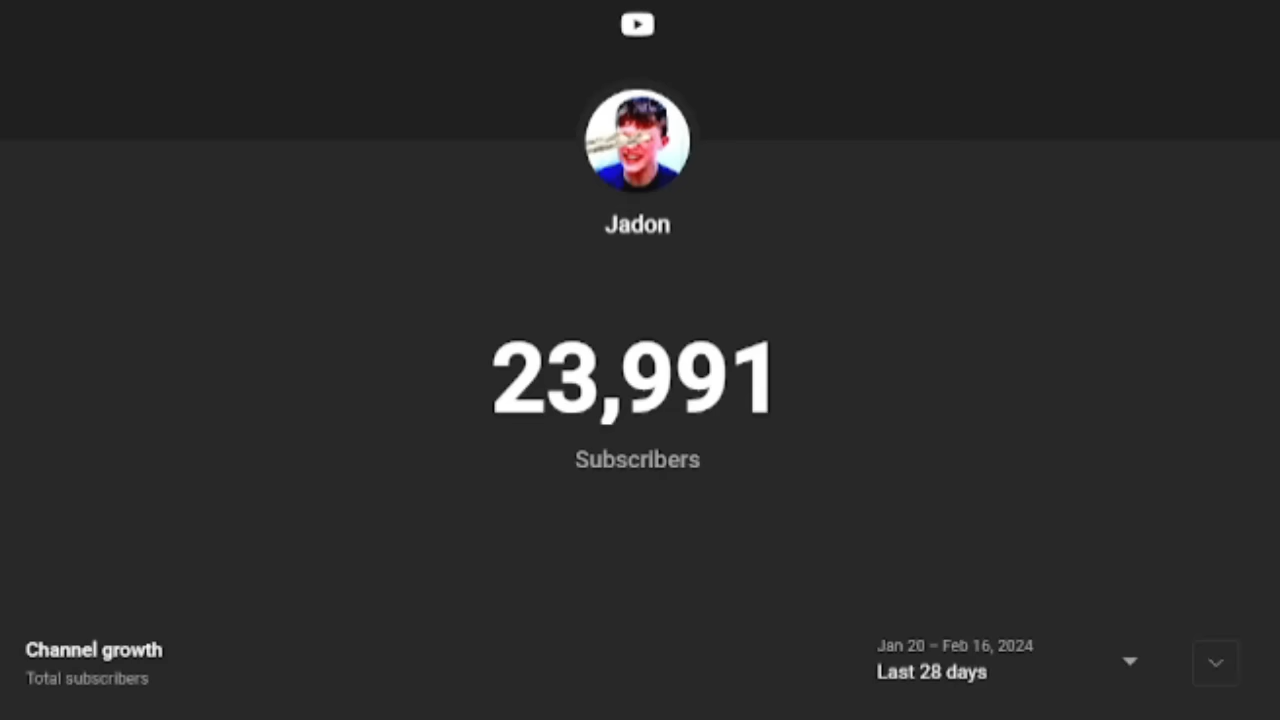 Jadon
23,991
Subscribers
Channel growth
Total subscribers
Jan 20 – Feb 16, 2024
Last 28 days